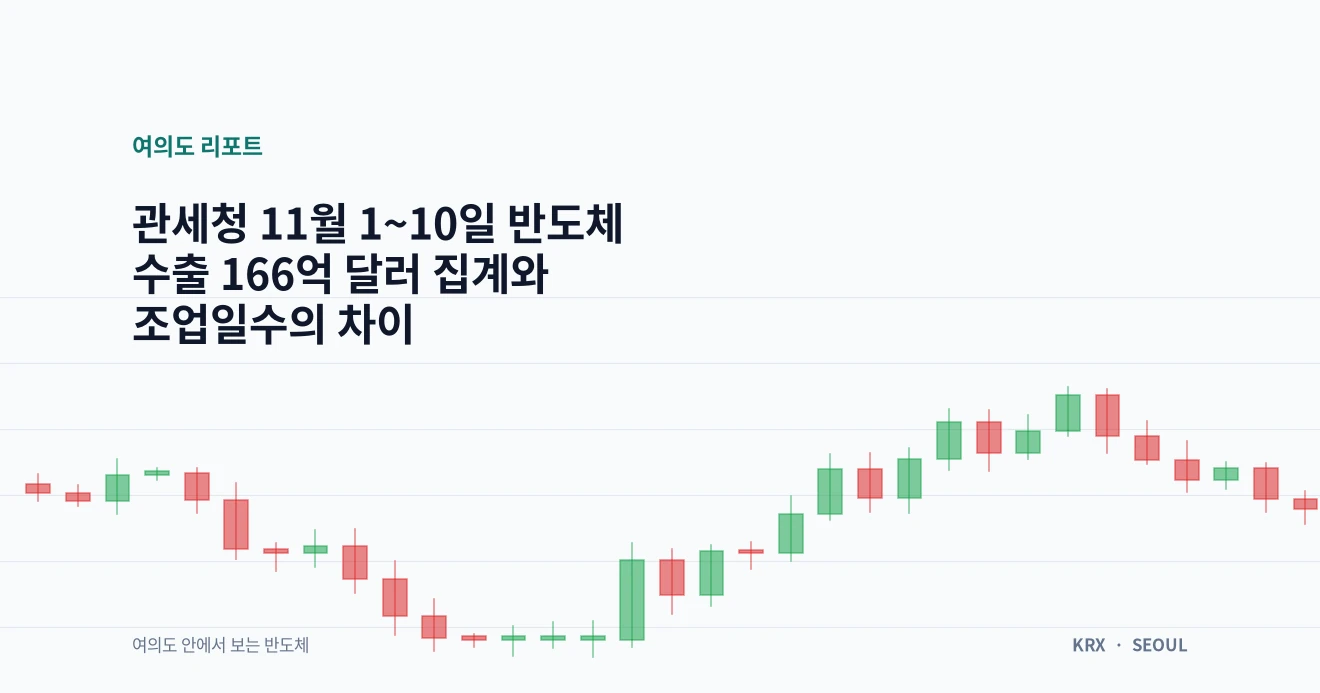 여의도 리포트
관세청 11월 1~10일 반도체
수출 166억 달러 집계와
조업일수의 차이
여의도 안에서 보는 반도체
KRX · SEOUL